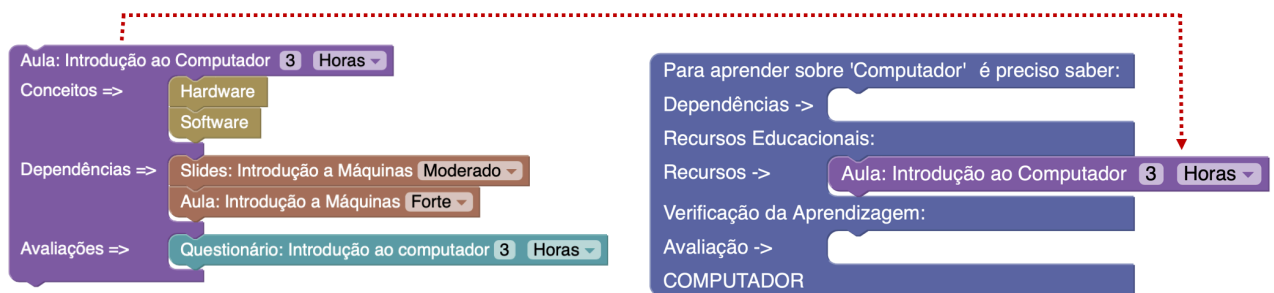 Aula: Introdução ao Computador 3 Horas
Conceitos => Hardware
Software
Dependências => Slides: Introdução a Máquinas Moderado
Aula: Introdução a Máquinas Forte
Avaliações => Questionário: Introdução ao computador 3 Horas
Para aprender sobre 'Computador' é preciso saber:
Dependências ->
Recursos Educacionais:
Recursos -> Aula: Introdução ao Computador 3 Horas
Verificação da Aprendizagem:
Avaliação ->
COMPUTADOR